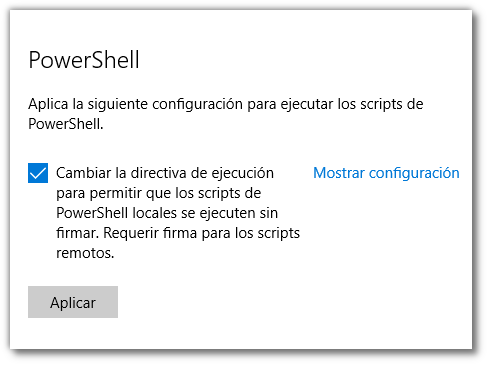 PowerShell
Aplica la siguiente configuración para ejecutar los scripts de
PowerShell.
Cambiar la directiva de ejecución
para permitir que los scripts de
PowerShell locales se ejecuten sin
firmar. Requerir firma para los scripts
remotos.
Mostrar configuración
Aplicar